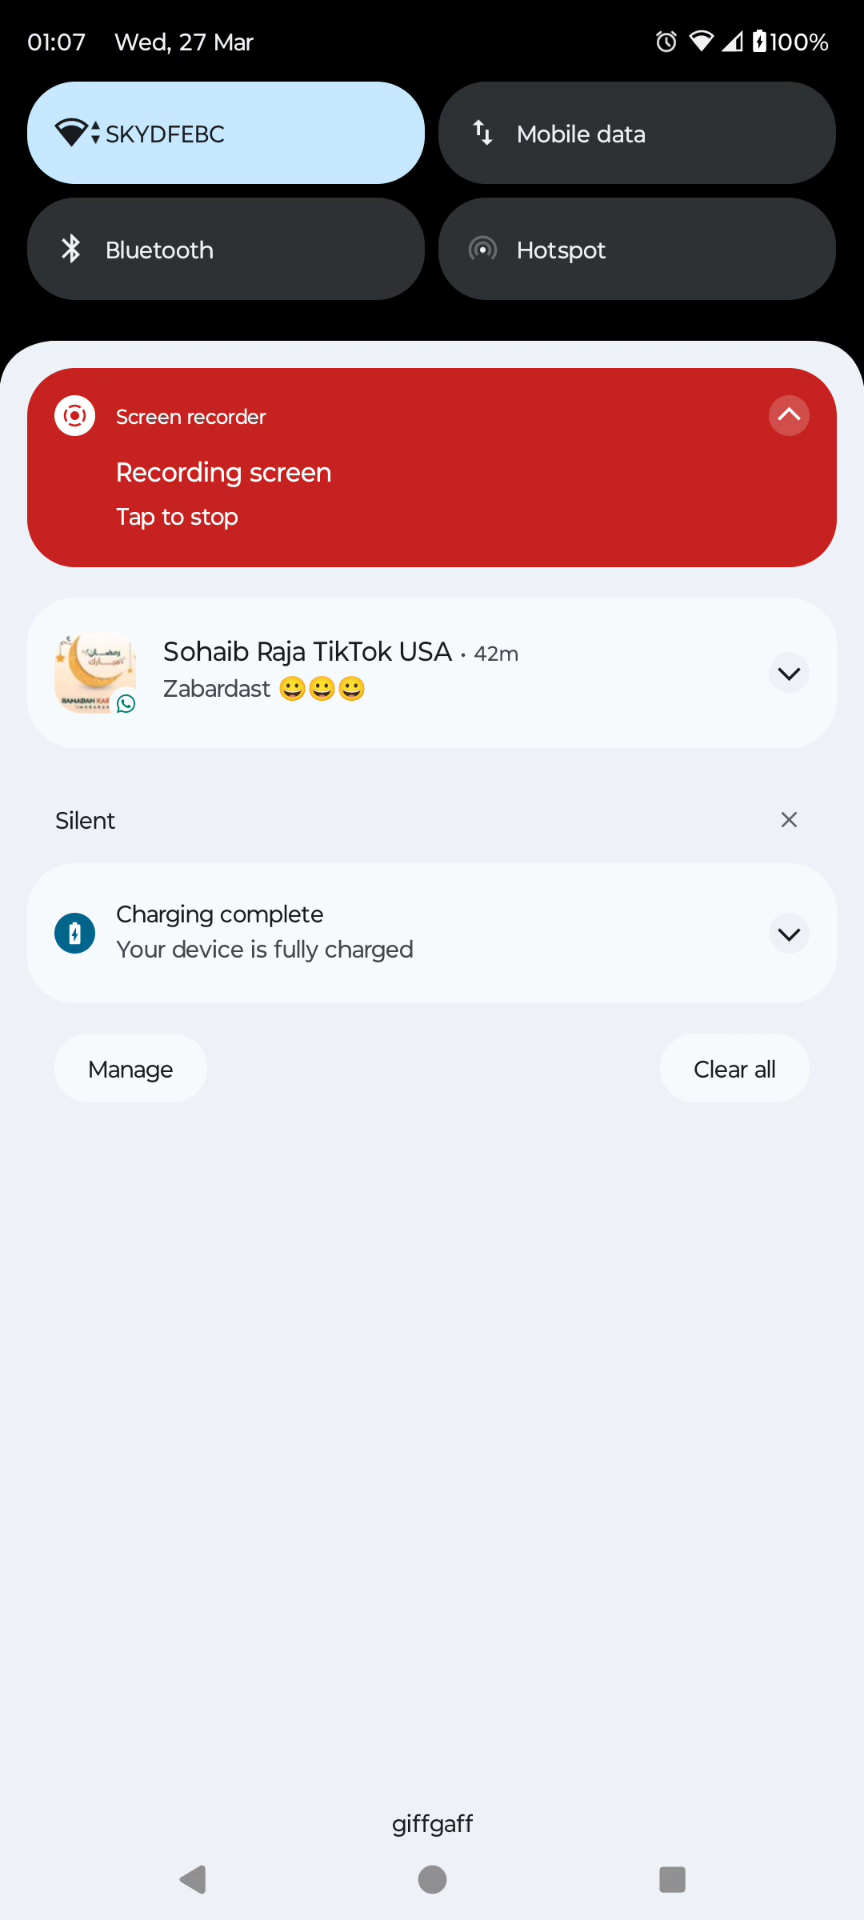 01:07 Wed, 27 Mar 100%
SKYDFEBC
Mobile data
Bluetooth
Hotspot
Screen recorder
Recording screen
Tap to stop
Sohaib Raja TikTok USA • 42m
Zabardast 😀😀😀
Silent
Charging complete
Your device is fully charged
Manage
Clear all
giffgaff